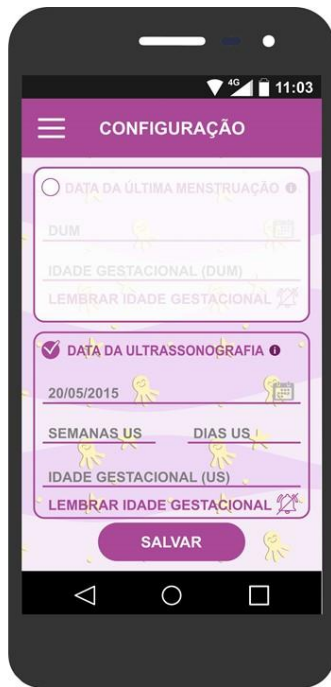 4G 11:03
CONFIGURAÇÃO
DATA DA ÚLTIMA MENSTRUAÇÃO
DUM
IDADE GESTACIONAL (DUM)
LEMBRAR IDADE GESTACIONAL
DATA DA ULTRASSONOGRAFIA
20/05/2015
SEMANAS US DIAS US
IDADE GESTACIONAL (US)
LEMBRAR IDADE GESTACIONAL
SALVAR